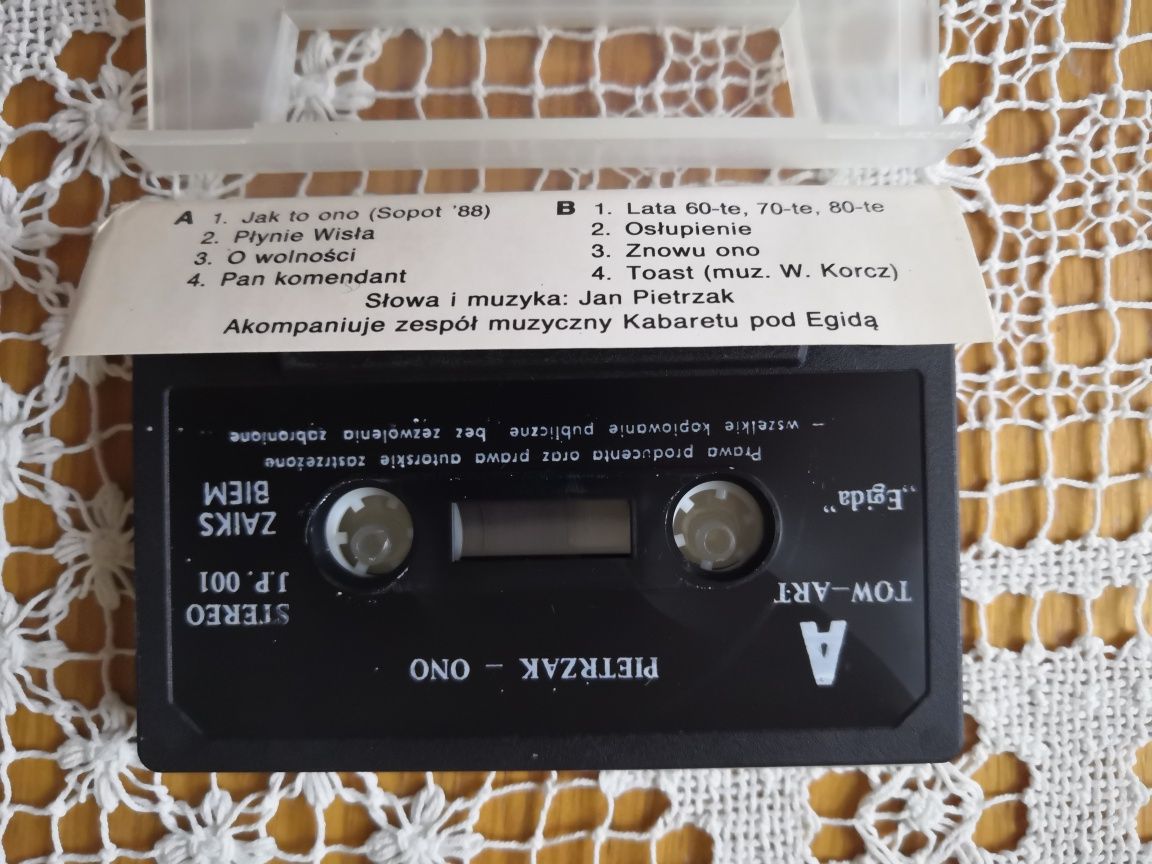 A 1. Jak to ono (Sopot '88)
2. Płynie Wisła
3. O wolności
4. Pan komendant
B 1. Lata 60-te, 70-te, 80-te
2. Osłupienie
3. Znowu ono
4. Toast (muz. W. Korcz)
Słowa i muzyka: Jan Pietrzak
Akompaniuje zespół muzyczny Kabaretu pod Egidą
PIETRZAK – ONO
A
TOW–ART
„Egida”
STEREO
J.P. 001
ZAIKS
BIEM
Prawa producenta oraz prawa autorskie zastrzeżone
– wszelkie kopiowanie publiczne bez zezwolenia zabronione